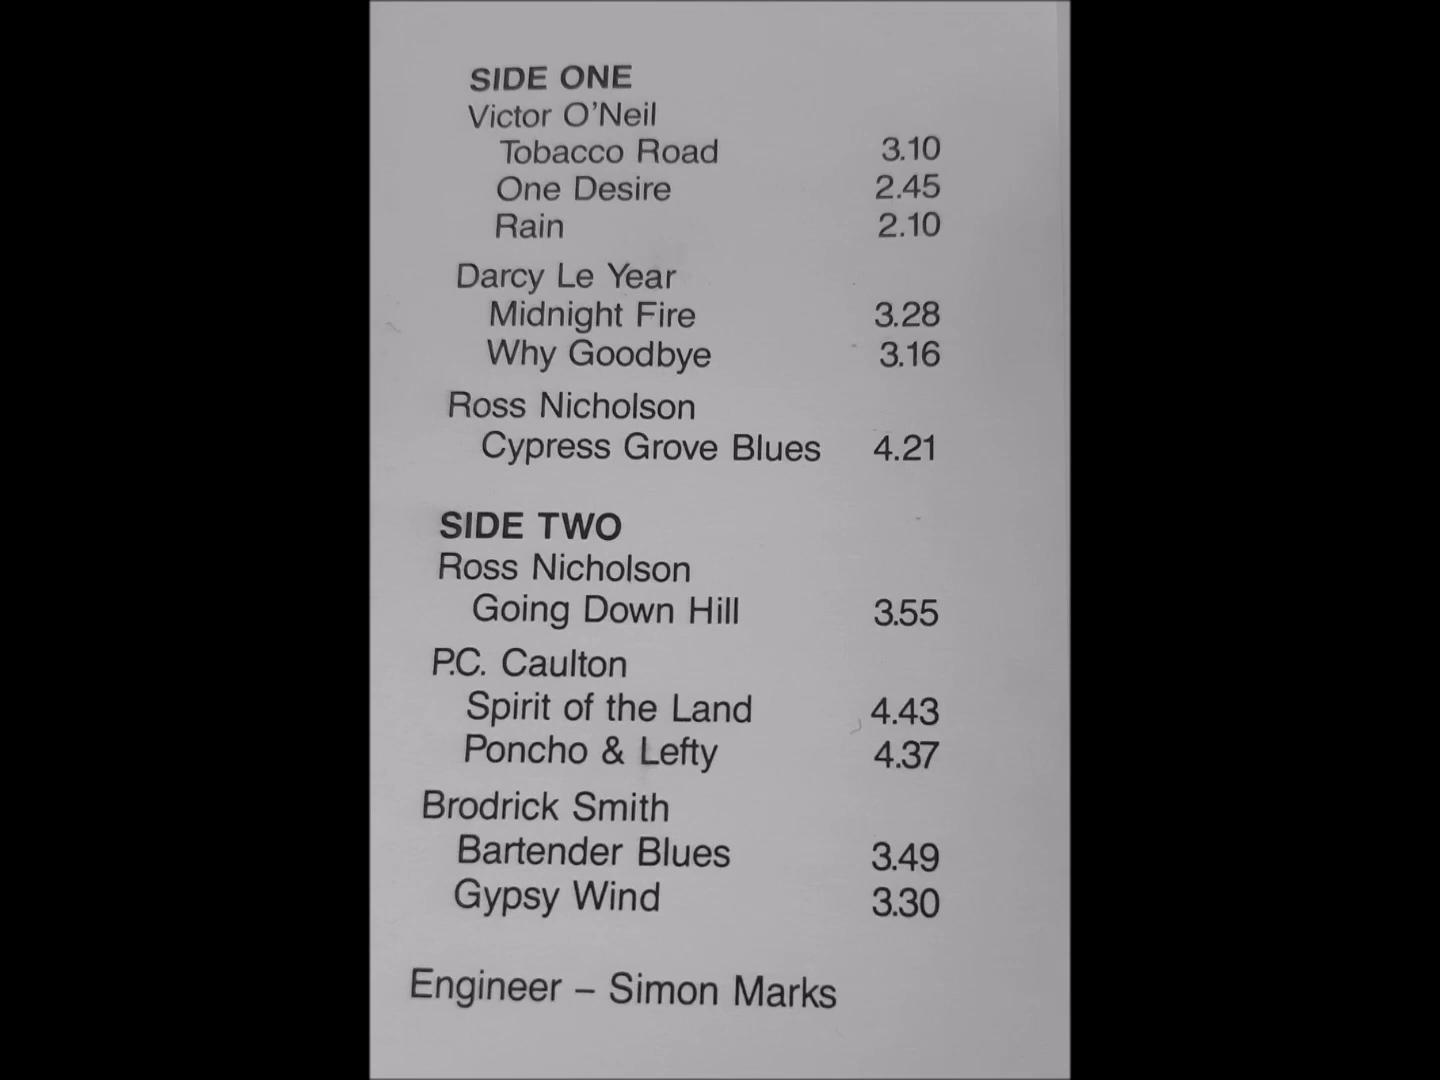 SIDE ONE
Victor O'Neil
Tobacco Road 3.10
One Desire 2.45
Rain 2.10
Darcy Le Year
Midnight Fire 3.28
Why Goodbye 3.16
Ross Nicholson
Cypress Grove Blues 4.21
SIDE TWO
Ross Nicholson
Going Down Hill 3.55
P.C. Caulton
Spirit of the Land 4.43
Poncho & Lefty 4.37
Brodrick Smith
Bartender Blues 3.49
Gypsy Wind 3.30
Engineer – Simon Marks